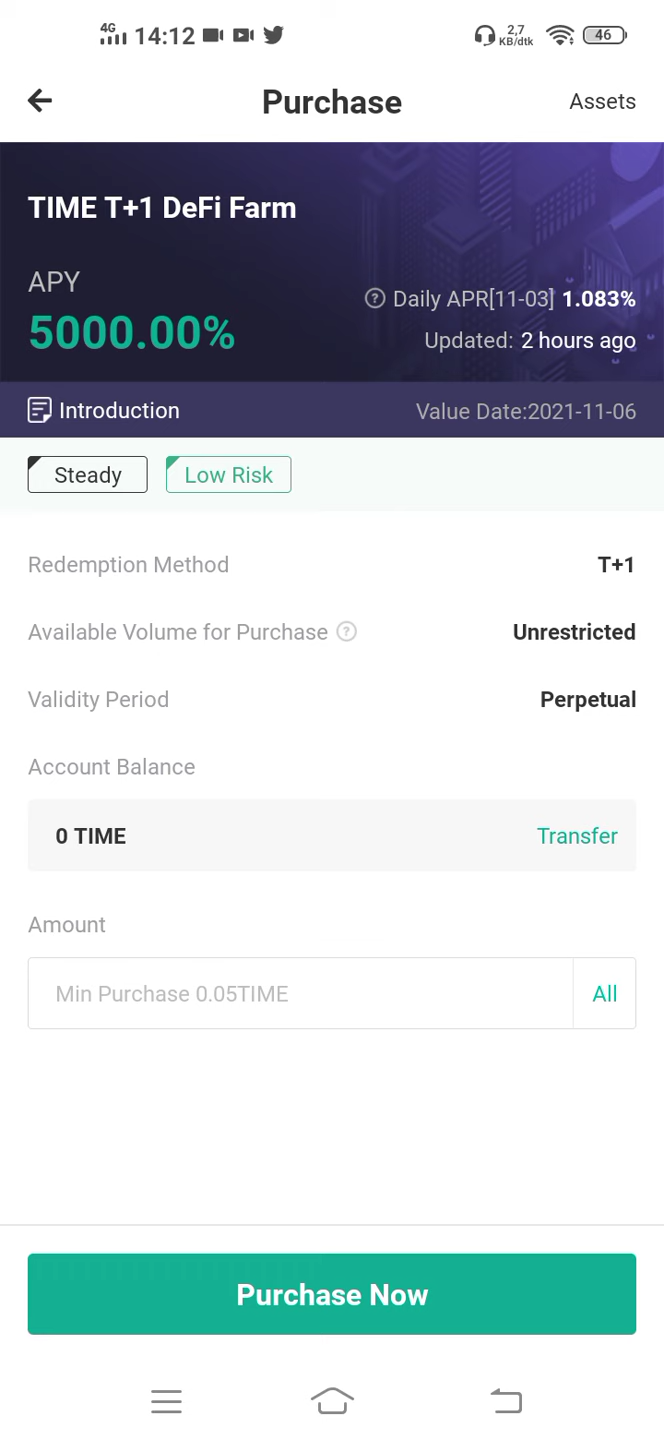 4G 14:12 2,7 KB/dtk 46
Purchase Assets
TIME T+1 DeFi Farm
APY
Daily APR[11-03] 1.083%
5000.00%
Updated: 2 hours ago
Introduction Value Date:2021-11-06
Steady Low Risk
Redemption Method T+1
Available Volume for Purchase Unrestricted
Validity Period Perpetual
Account Balance
0 TIME Transfer
Amount
Min Purchase 0.05TIME All
Purchase Now